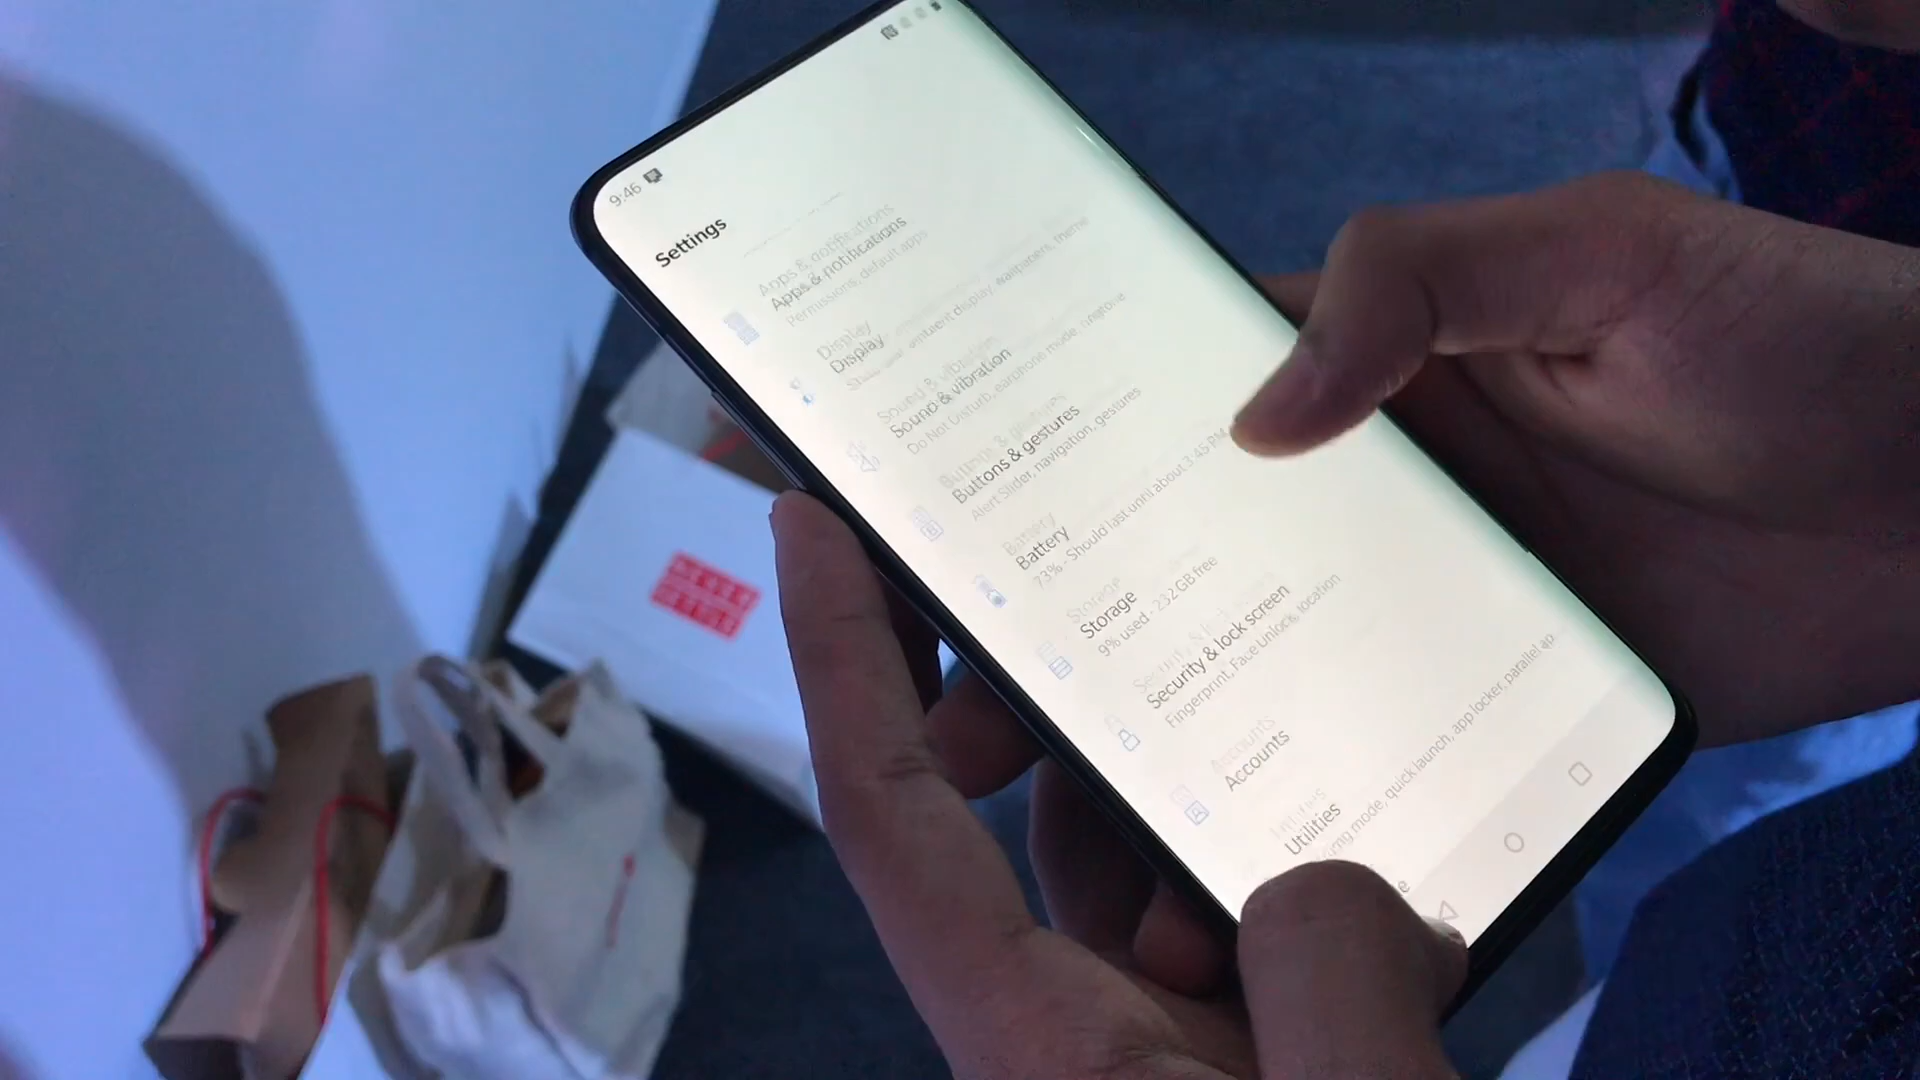 9:46
Settings
Apps & notifications
Permissions, default apps
Display
ambient display, wallpapers, theme
Sound & vibration
Do Not Disturb, earphone mode, ringtone
Buttons & gestures
Alert Slider, navigation, gestures
Battery
73% - Should last until about 3:45 PM
Storage
9% used - 232 GB free
Security & lock screen
Fingerprint, Face Unlock, location
Accounts
Utilities
mode, quick launch, app locker, parallel ap
NEVER
SETTLE